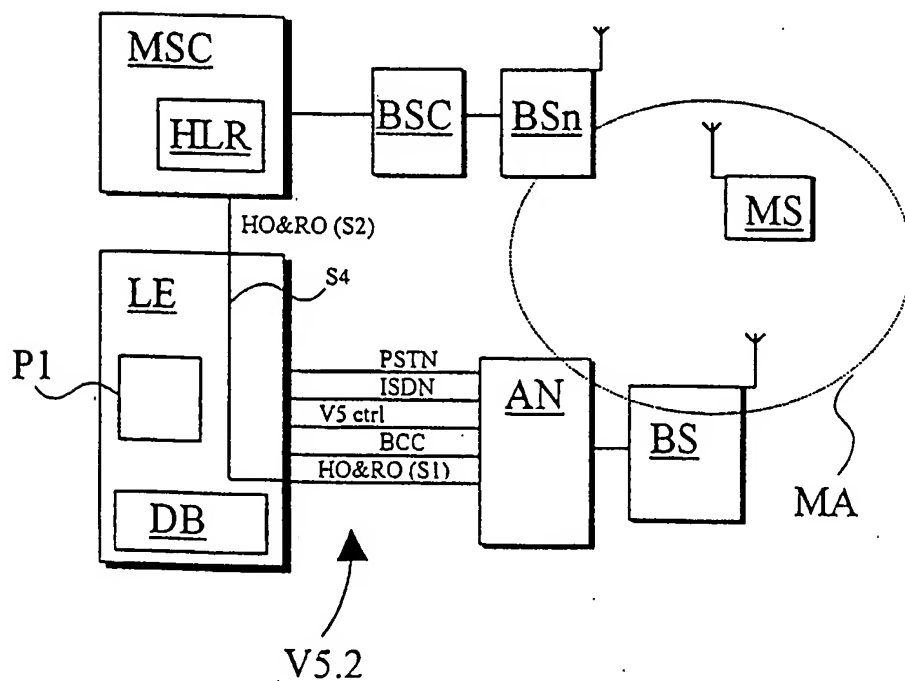 MSC
HLR
BSC
BSn
MS
HO&RO (S2)
LE
S4
P1
PSTN
ISDN
V5 ctrl
BCC
HO&RO (S1)
AN
BS
MA
DB
V5.2